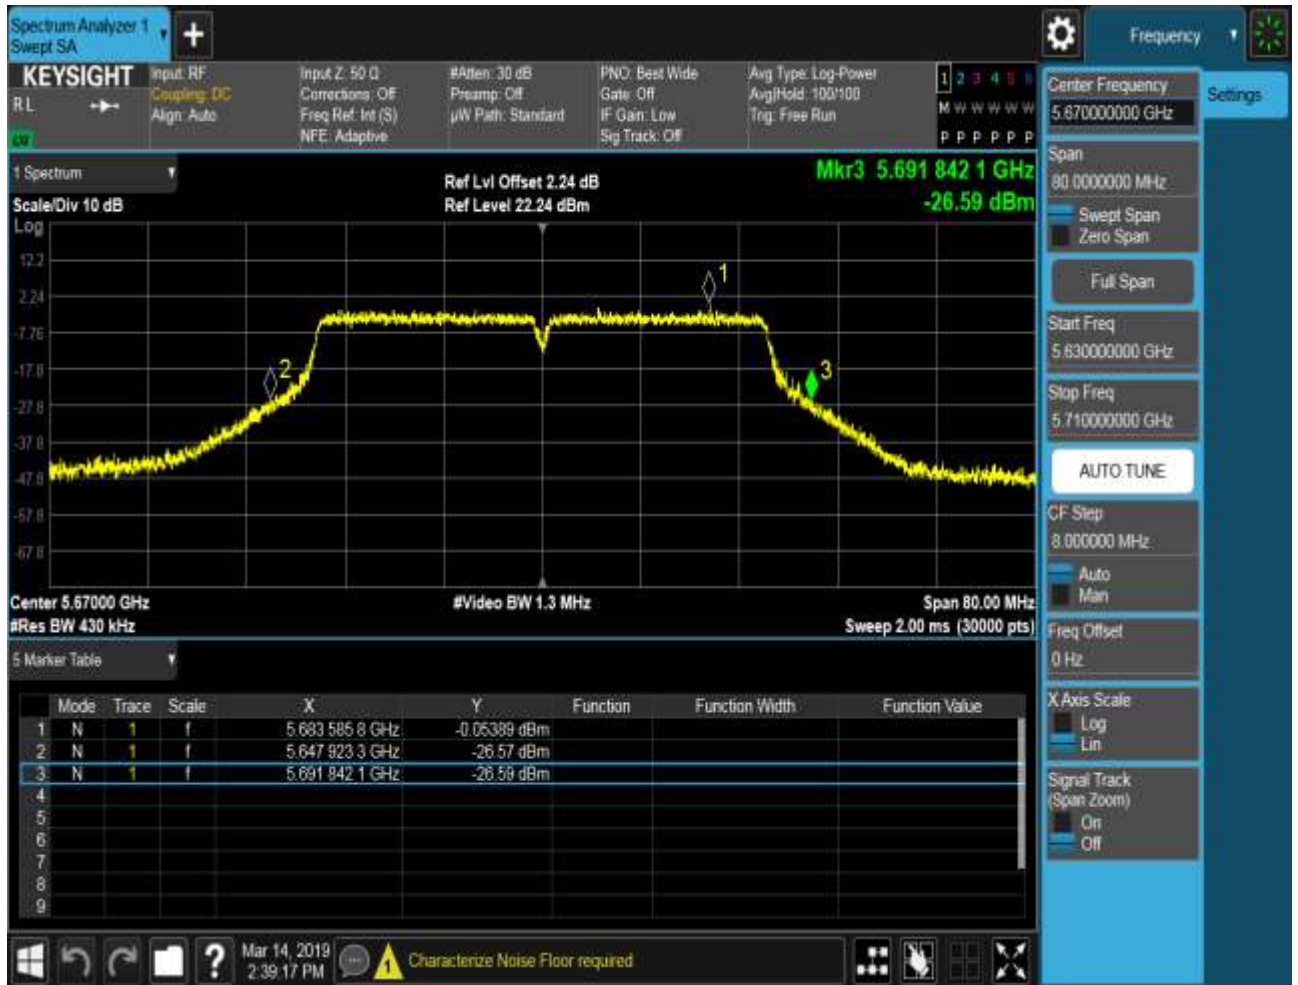 Spectrum Analyzer 1
Swept SA
Frequency
KEYSIGHT
RL
Input: RF
Coupling: DC
Align: Auto
Input Z: 50 Ω
Corrections: Off
Freq Ref: Int (S)
NFE: Adaptive
#Atten: 30 dB
Preamp: Off
µW Path: Standard
PNO: Best Wide
Gate: Off
IF Gain: Low
Sig Track: Off
Avg Type: Log-Power
Avg|Hold: 100/100
Trig: Free Run
1 2 3 4 5 6
M W W W W W
P P P P P P
1 Spectrum
Scale/Div 10 dB
Ref Lvl Offset 2.24 dB
Ref Level 22.24 dBm
Mkr3 5.691 842 1 GHz
-26.59 dBm
Log
12.2
2.24
-7.76
-17.8
-27.8
-37.8
-47.8
-57.8
-67.8
1
2
3
Center 5.67000 GHz
#Res BW 430 kHz
#Video BW 1.3 MHz
Span 80.00 MHz
Sweep 2.00 ms (30000 pts)
5 Marker Table
Mode Trace Scale X Y Function Function Width Function Value
1 N 1 f 5.683 585 8 GHz -0.05389 dBm
2 N 1 f 5.647 923 3 GHz -26.57 dBm
3 N 1 f 5.691 842 1 GHz -26.59 dBm
4
5
6
7
8
9
Mar 14, 2019
2:39:17 PM
?
1
Characterize Noise Floor required
Center Frequency
5.670000000 GHz
Settings
Span
80.0000000 MHz
Swept Span
Zero Span
Full Span
Start Freq
5.630000000 GHz
Stop Freq
5.710000000 GHz
AUTO TUNE
CF Step
8.000000 MHz
Auto
Man
Freq Offset
0 Hz
X Axis Scale
Log
Lin
Signal Track
(Span Zoom)
On
Off